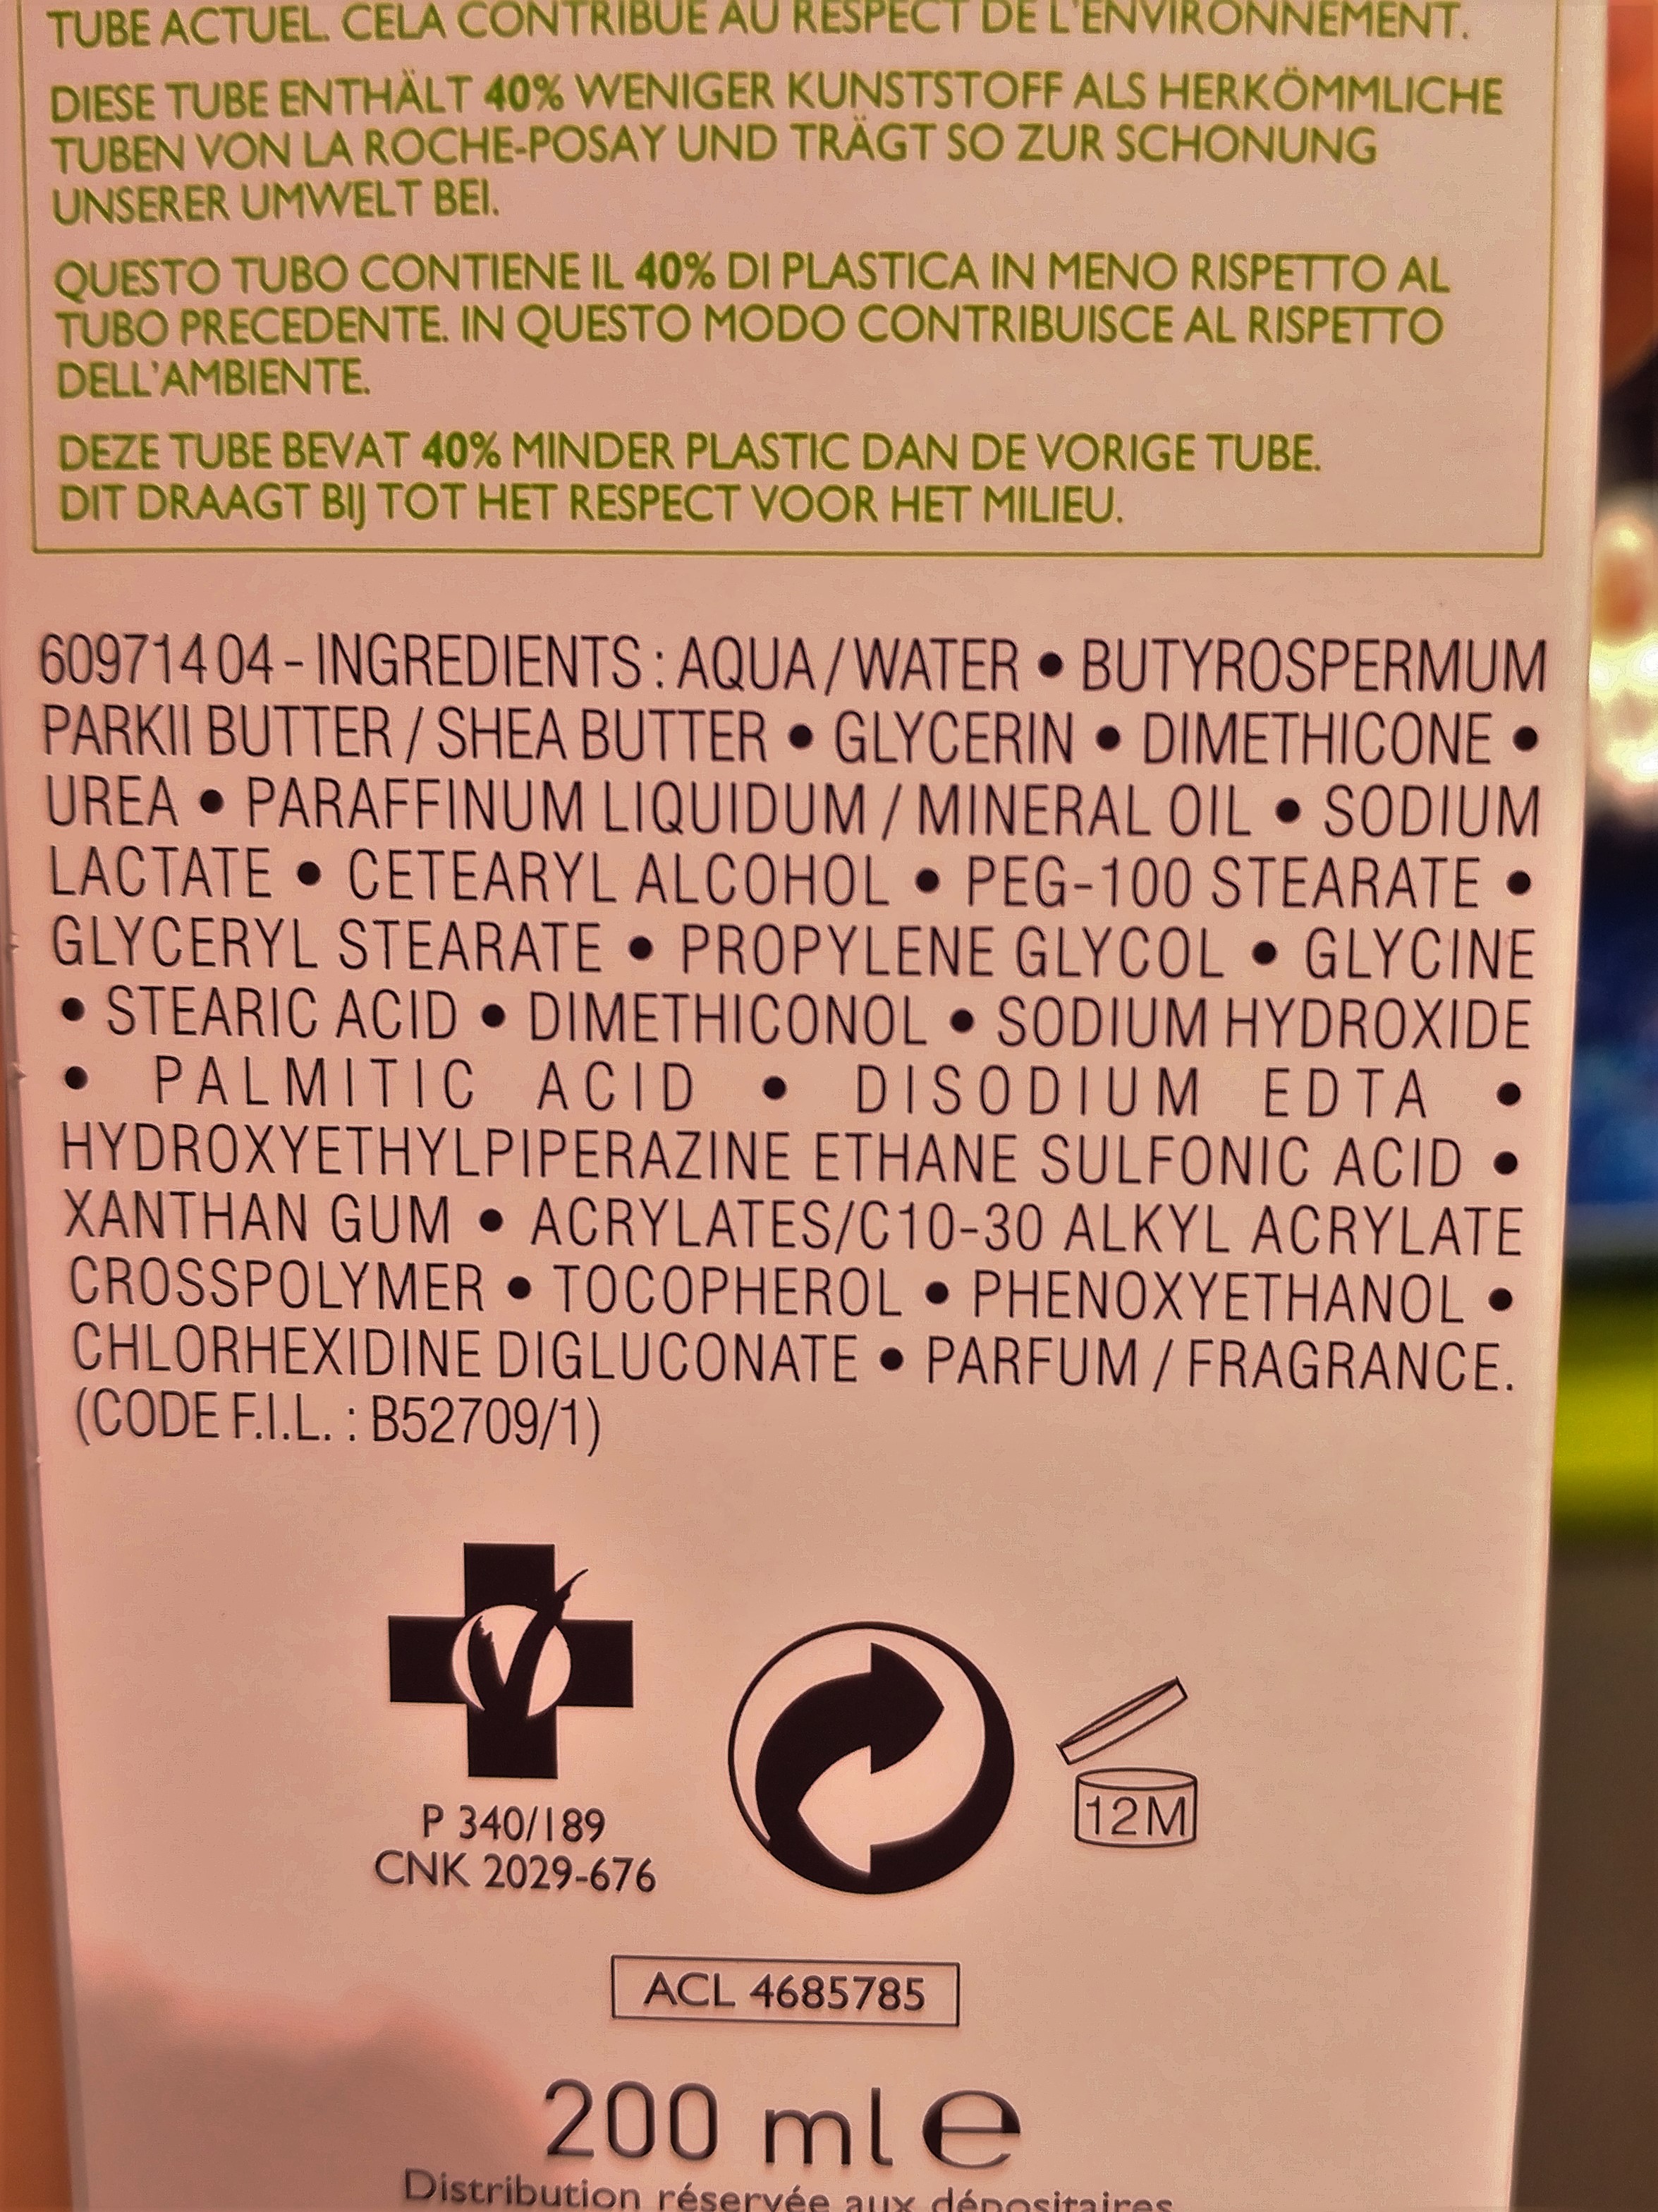 TUBE ACTUEL. CELA CONTRIBUE AU RESPECT DE L'ENVIRONNEMENT.
DIESE TUBE ENTHÄLT 40% WENIGER KUNSTSTOFF ALS HERKÖMMLICHE
TUBEN VON LA ROCHE-POSAY UND TRÄGT SO ZUR SCHONUNG
UNSERER UMWELT BEI.
QUESTO TUBO CONTIENE IL 40% DI PLASTICA IN MENO RISPETTO AL
TUBO PRECEDENTE. IN QUESTO MODO CONTRIBUISCE AL RISPETTO
DELL'AMBIENTE.
DEZE TUBE BEVAT 40% MINDER PLASTIC DAN DE VORIGE TUBE.
DIT DRAAGT BIJ TOT HET RESPECT VOOR HET MILIEU.
609714 04 - INGREDIENTS : AQUA / WATER • BUTYROSPERMUM
PARKII BUTTER / SHEA BUTTER • GLYCERIN • DIMETHICONE •
UREA • PARAFFINUM LIQUIDUM / MINERAL OIL • SODIUM
LACTATE • CETEARYL ALCOHOL • PEG-100 STEARATE •
GLYCERYL STEARATE • PROPYLENE GLYCOL • GLYCINE
• STEARIC ACID • DIMETHICONOL • SODIUM HYDROXIDE
• PALMITIC ACID • DISODIUM EDTA •
HYDROXYETHYLPIPERAZINE ETHANE SULFONIC ACID •
XANTHAN GUM • ACRYLATES/C10-30 ALKYL ACRYLATE
CROSSPOLYMER • TOCOPHEROL • PHENOXYETHANOL •
CHLORHEXIDINE DIGLUCONATE • PARFUM / FRAGRANCE.
(CODE F.I.L. : B52709/1)
12M
P 340/189
CNK 2029-676
ACL 4685785
200 ml e
Distribution réservée aux dépositaires